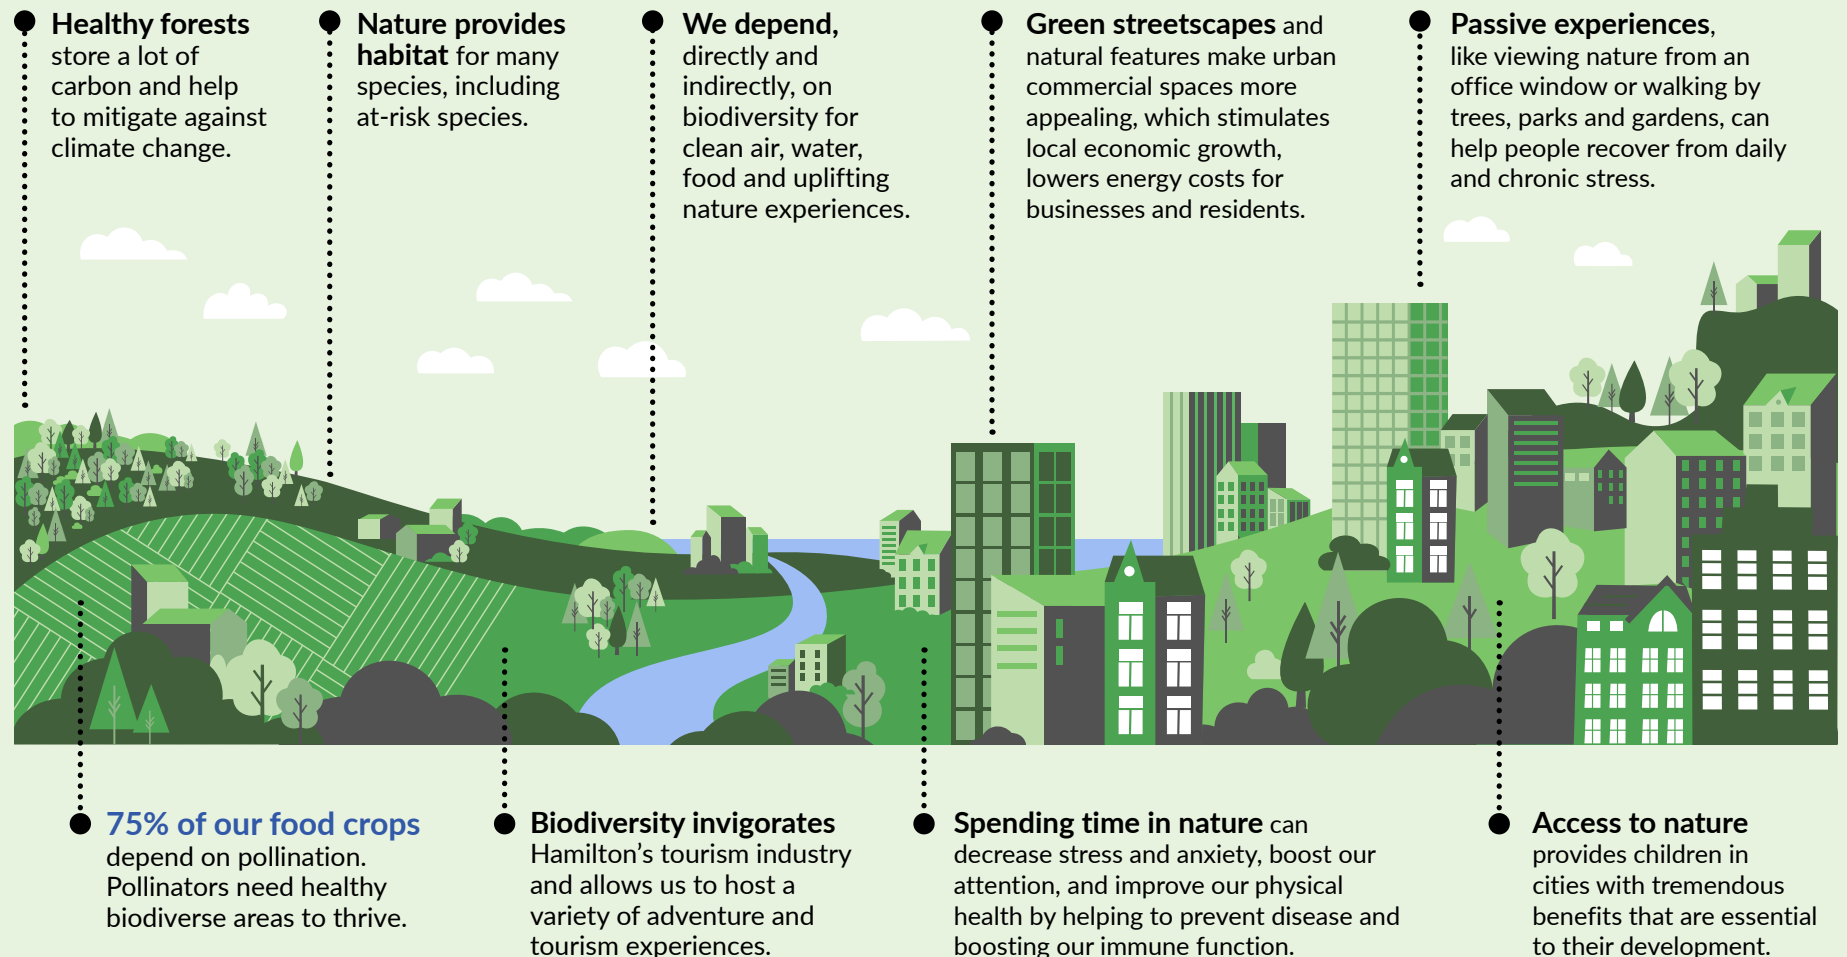 Healthy forests
store a lot of
carbon and help
to mitigate against
climate change.
Nature provides
habitat for many
species, including
at-risk species.
We depend,
directly and
indirectly, on
biodiversity for
clean air, water,
food and uplifting
nature experiences.
Green streetscapes and
natural features make urban
commercial spaces more
appealing, which stimulates
local economic growth,
lowers energy costs for
businesses and residents.
Passive experiences,
like viewing nature from an
office window or walking by
trees, parks and gardens, can
help people recover from daily
and chronic stress.
75% of our food crops
depend on pollination.
Pollinators need healthy
biodiverse areas to thrive.
Biodiversity invigorates
Hamilton’s tourism industry
and allows us to host a
variety of adventure and
tourism experiences.
Spending time in nature can
decrease stress and anxiety, boost our
attention, and improve our physical
health by helping to prevent disease and
boosting our immune function.
Access to nature
provides children in
cities with tremendous
benefits that are essential
to their development.